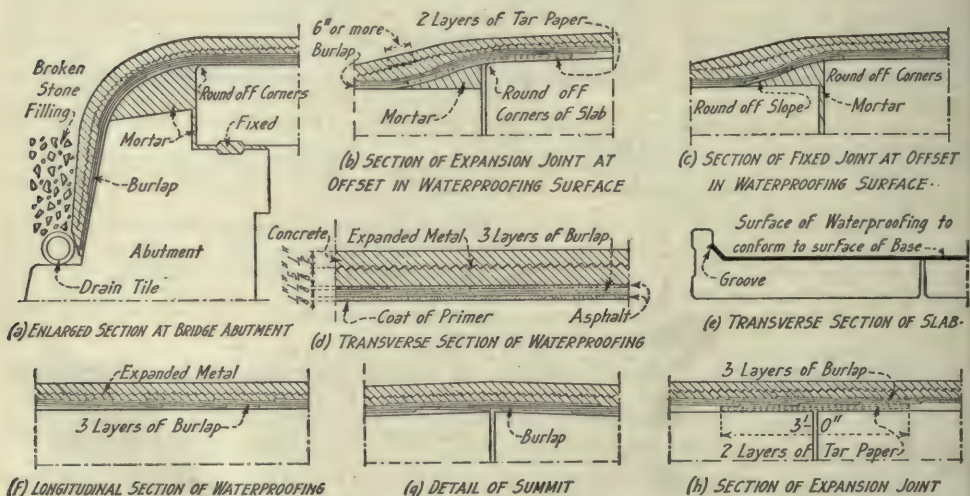 Broken
Stone
Filling
Round off Corners
Mortar
Fixed
Burlap
Abutment
Drain Tile
(a) ENLARGED SECTION AT BRIDGE ABUTMENT
2 Layers of Tar Paper
6" or more
Burlap
Mortar
Round off
Corners of Slab
(b) SECTION OF EXPANSION JOINT AT
OFFSET IN WATERPROOFING SURFACE
Round off Corners
Round off Slope
Mortar
(c) SECTION OF FIXED JOINT AT OFFSET
IN WATERPROOFING SURFACE..
Concrete
Expanded Metal
3 Layers of Burlap
Coat of Primer
Asphalt
(d) TRANSVERSE SECTION OF WATERPROOFING
Surface of Waterproofing to
conform to surface of Base
Groove
(e) TRANSVERSE SECTION OF SLAB.
Expanded Metal
3 Layers of Burlap
(f) LONGITUDINAL SECTION OF WATERPROOFING
Burlap
(g) DETAIL OF SUMMIT
3 Layers of Burlap
3'-0"
2 Layers of Tar Paper
(h) SECTION OF EXPANSION JOINT